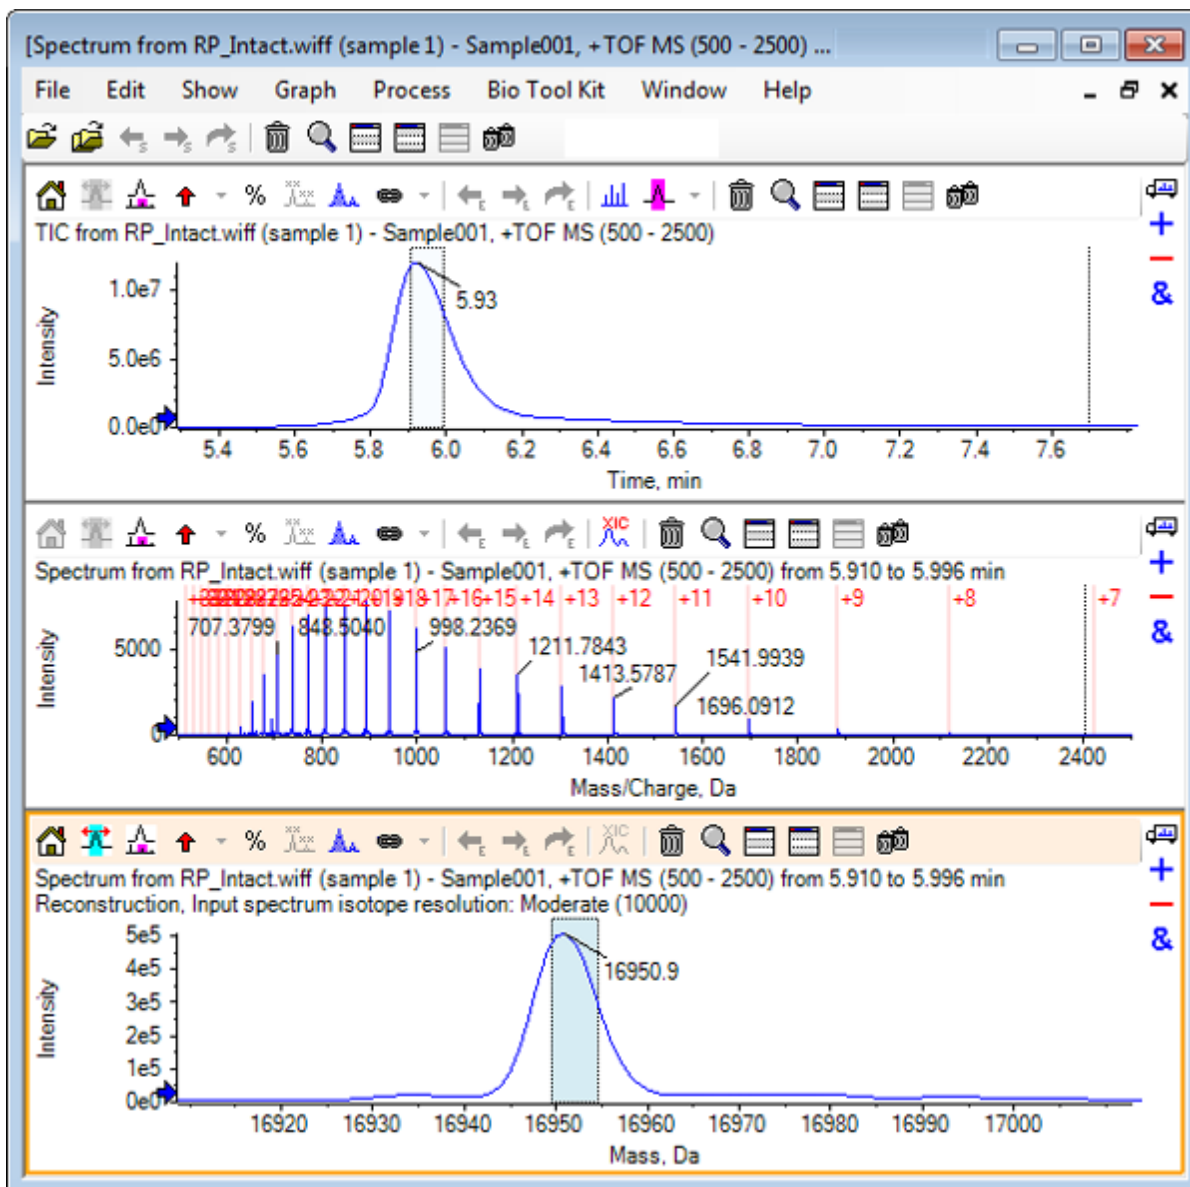 [Spectrum from RP_Intact.wiff (sample 1) - Sample001, +TOF MS (500 - 2500) ...
File Edit Show Graph Process Bio Tool Kit Window Help
TIC from RP_Intact.wiff (sample 1) - Sample001, +TOF MS (500 - 2500)
Intensity
1.0e7
5.0e6
0.0e0
5.93
5.4 5.6 5.8 6.0 6.2 6.4 6.6 6.8 7.0 7.2 7.4 7.6
Time, min
XIC
Spectrum from RP_Intact.wiff (sample 1) - Sample001, +TOF MS (500 - 2500) from 5.910 to 5.996 min
+20 +19 +18 +17 +16 +15 +14 +13 +12 +11 +10 +9 +8 +7
707.3799 848.5040 998.2369
1211.7843
1413.5787
1541.9939
1696.0912
Intensity
5000
0
600 800 1000 1200 1400 1600 1800 2000 2200 2400
Mass/Charge, Da
XIC
Spectrum from RP_Intact.wiff (sample 1) - Sample001, +TOF MS (500 - 2500) from 5.910 to 5.996 min
Reconstruction, Input spectrum isotope resolution: Moderate (10000)
Intensity
5e5
4e5
3e5
2e5
1e5
0e0
16950.9
16920 16930 16940 16950 16960 16970 16980 16990 17000
Mass, Da